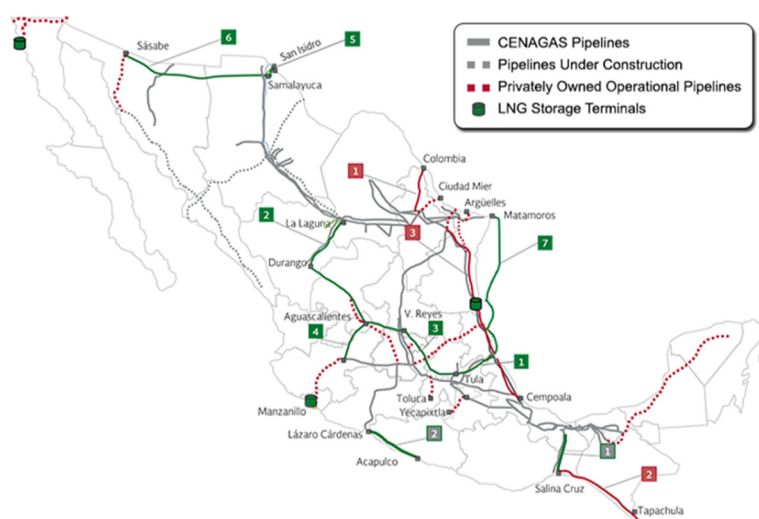 CENAGAS Pipelines
Pipelines Under Construction
Privately Owned Operational Pipelines
LNG Storage Terminals
6
5
Sásabe
San Isidro
Samalayuca
Colombia
1
Ciudad Mier
Argüelles
2
La Laguna
3
Matamoros
7
Durango
Aguascalientes
V. Reyes
4
3
1
Tula
Toluca
Cempoala
Manzanillo
Yecapixtla
Lázaro Cárdenas
2
1
Acapulco
Salina Cruz
2
Tapachula